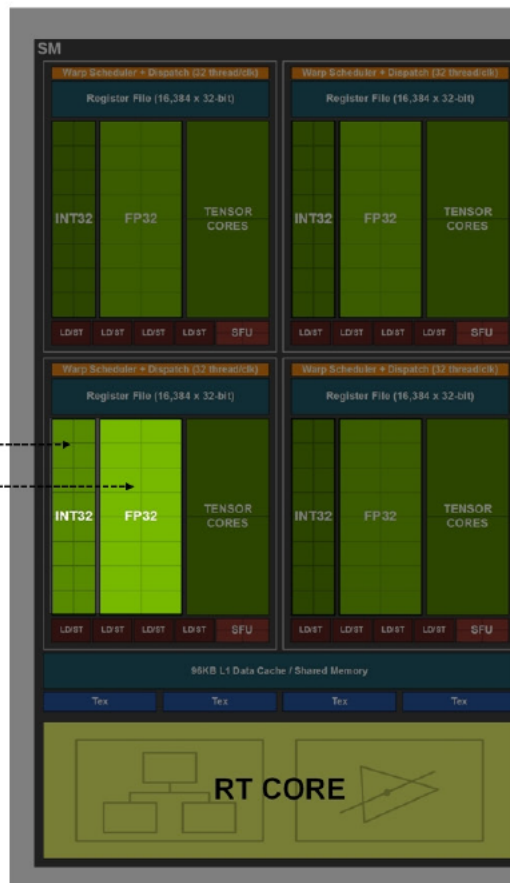 SM
Warp Scheduler + Dispatch (32 thread/clk) Warp Scheduler + Dispatch (32 thread/clk)
Register File (16,384 x 32-bit) Register File (16,384 x 32-bit)
INT32 FP32 TENSOR CORES INT32 FP32 TENSOR CORES
LD/ST LD/ST LD/ST LD/ST SFU LD/ST LD/ST LD/ST LD/ST SFU
Warp Scheduler + Dispatch (32 thread/clk) Warp Scheduler + Dispatch (32 thread/clk)
Register File (16,384 x 32-bit) Register File (16,384 x 32-bit)
INT32 FP32 TENSOR CORES INT32 FP32 TENSOR CORES
LD/ST LD/ST LD/ST LD/ST SFU LD/ST LD/ST LD/ST LD/ST SFU
96KB L1 Data Cache / Shared Memory
Tex Tex Tex Tex
RT CORE